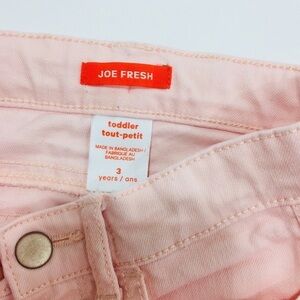 JOE FRESH
toddler
tout-petit
MADE IN BANGLADESH /
FABRIQUÉ AU
BANGLADESH
3
years / ans